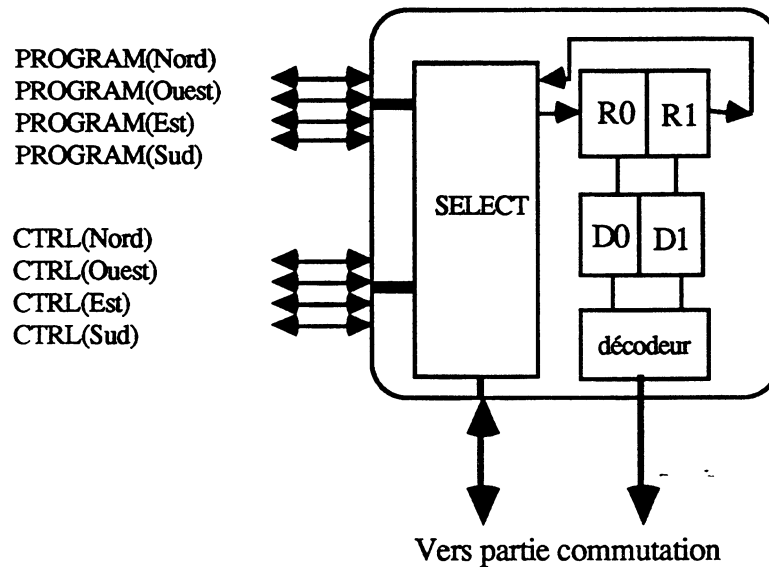 PROGRAM(Nord)
PROGRAM(Ouest)
PROGRAM(Est)
PROGRAM(Sud)
CTRL(Nord)
CTRL(Ouest)
CTRL(Est)
CTRL(Sud)
SELECT
R0 R1
D0 D1
décodeur
Vers partie commutation